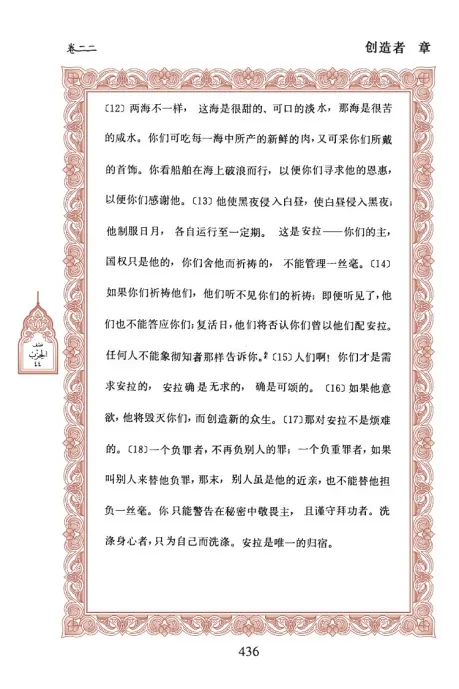 卷二二
创造者 章
〔12〕两海不一样， 这海是很甜的、可口的淡水，那海是很苦
的咸水。你们可吃每一海中所产的新鲜的肉，又可采你们所戴
的首饰。你看船舶在海上破浪而行，以便你们寻求他的恩惠，
以便你们感谢他。〔13〕他使黑夜侵入白昼，使白昼侵入黑夜；
他制服日月， 各自运行至一定期。 这是安拉——你们的主，
国权只是他的，你们舍他而祈祷的， 不能管理一丝毫。〔14〕
如果你们祈祷他们，他们听不见你们的祈祷；即便听见了，他
们也不能答应你们；复活日，他们将否认你们曾以他们配安拉。
任何人不能象彻知者那样告诉你。〔15〕人们啊！你们才是需
求安拉的， 安拉确是无求的， 确是可颂的。〔16〕如果他意
欲，他将毁灭你们，而创造新的众生。〔17〕那对安拉不是烦难
的。〔18〕一个负罪者，不再负别人的罪；一个负重罪者，如果
叫别人来替他负罪，那末， 别人虽是他的近亲，也不能替他担
负一丝毫。你只能警告在秘密中敬畏主， 且谨守拜功者。洗
涤身心者，只为自己而洗涤。安拉是唯一的归宿。
نصف
الحزب
٤٤
436